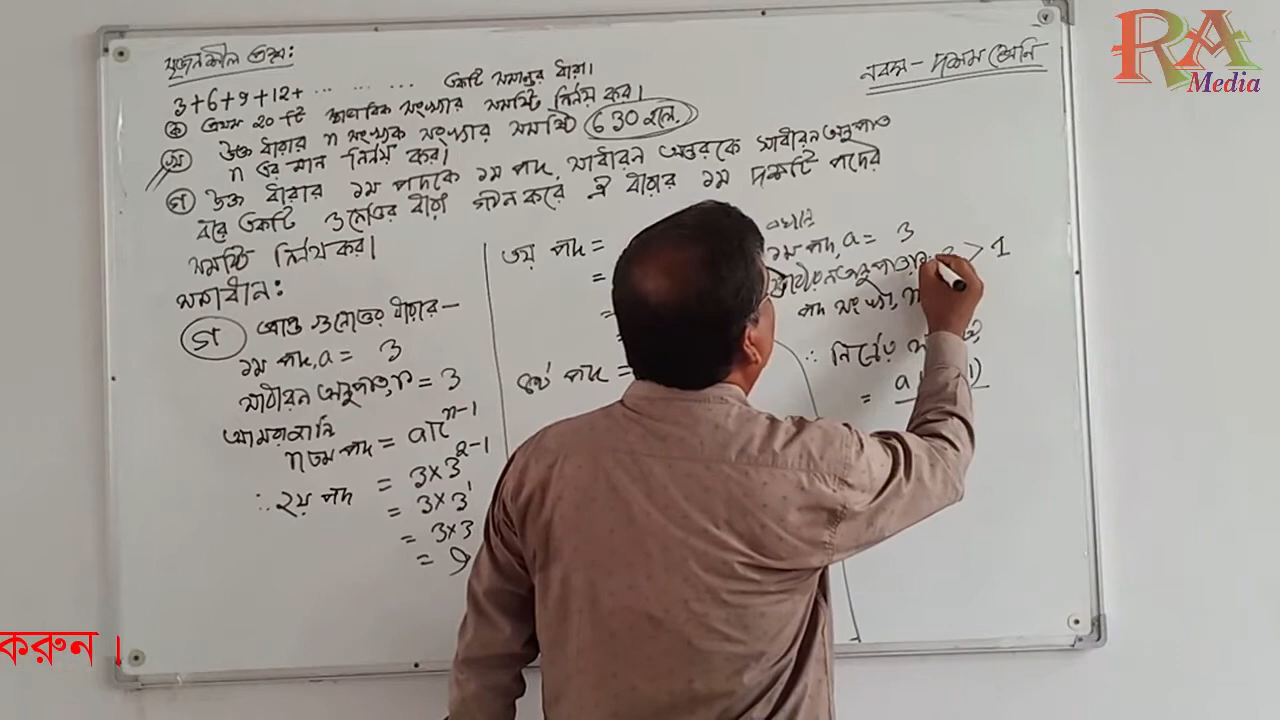 সৃজনশীল প্রশ্ন:
নবম - দশম শ্রেণি
RA
Media
3+6+9+12+ ... ... ... একটি সমান্তর ধারা।
ক প্রথম 20 টি স্বাভাবিক সংখ্যার সমষ্টি নির্ণয় কর।
খ উক্ত ধারার n সংখ্যক সংখ্যার সমষ্টি 630 হলে,
n এর মান নির্ণয় কর।
গ উক্ত ধারার ১ম পদকে ১ম পদ, সাধারন অন্তরকে সাধারন অনুপাত
ধরে একটি গুনোত্তর ধারা গঠন করে ঐ ধারার ১ম দশটি পদের
সমষ্টি নির্ণয় কর।
সমাধান:
গ প্রাপ্ত গুনোত্তর ধারার—
১ম পদ, a = 3
সাধারন অনুপাত, r = 3
আমরা জানি
n তম পদ = ar^{n-1}
∴ ২য় পদ = 3×3^{2-1}
= 3×3^1
= 3×3
= 9
৩য় পদ =
=
=
৪র্থ পদ =
১ম পদ, a = 3
> 1
পদ সংখ্যা, n
∴ নির্ণেয়
= a 1)
করুন ।